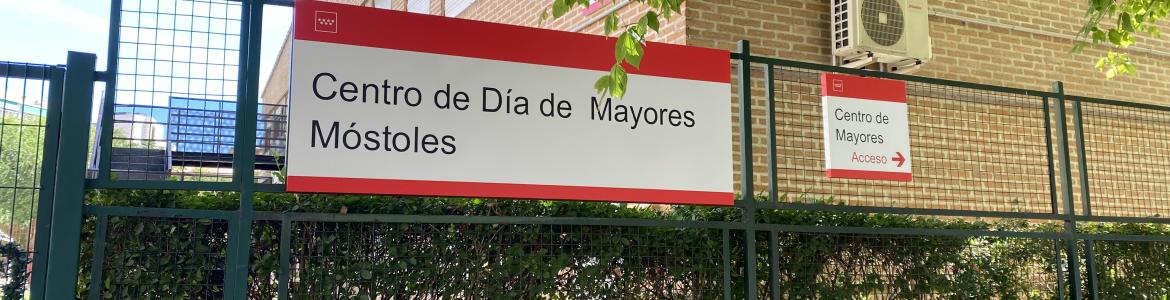 Centro de Día de Mayores
Móstoles
Centro de
Mayores
Acceso